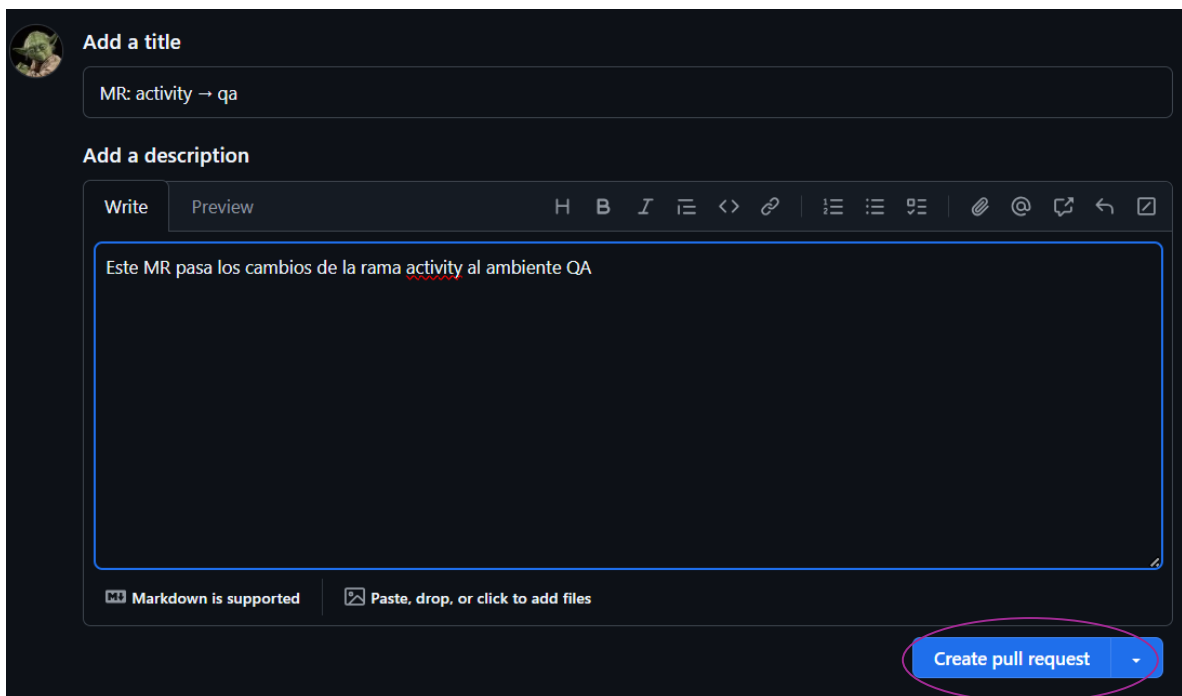 Add a title
MR: activity → qa
Add a description
Write Preview
Este MR pasa los cambios de la rama activity al ambiente QA
Markdown is supported
Paste, drop, or click to add files
Create pull request